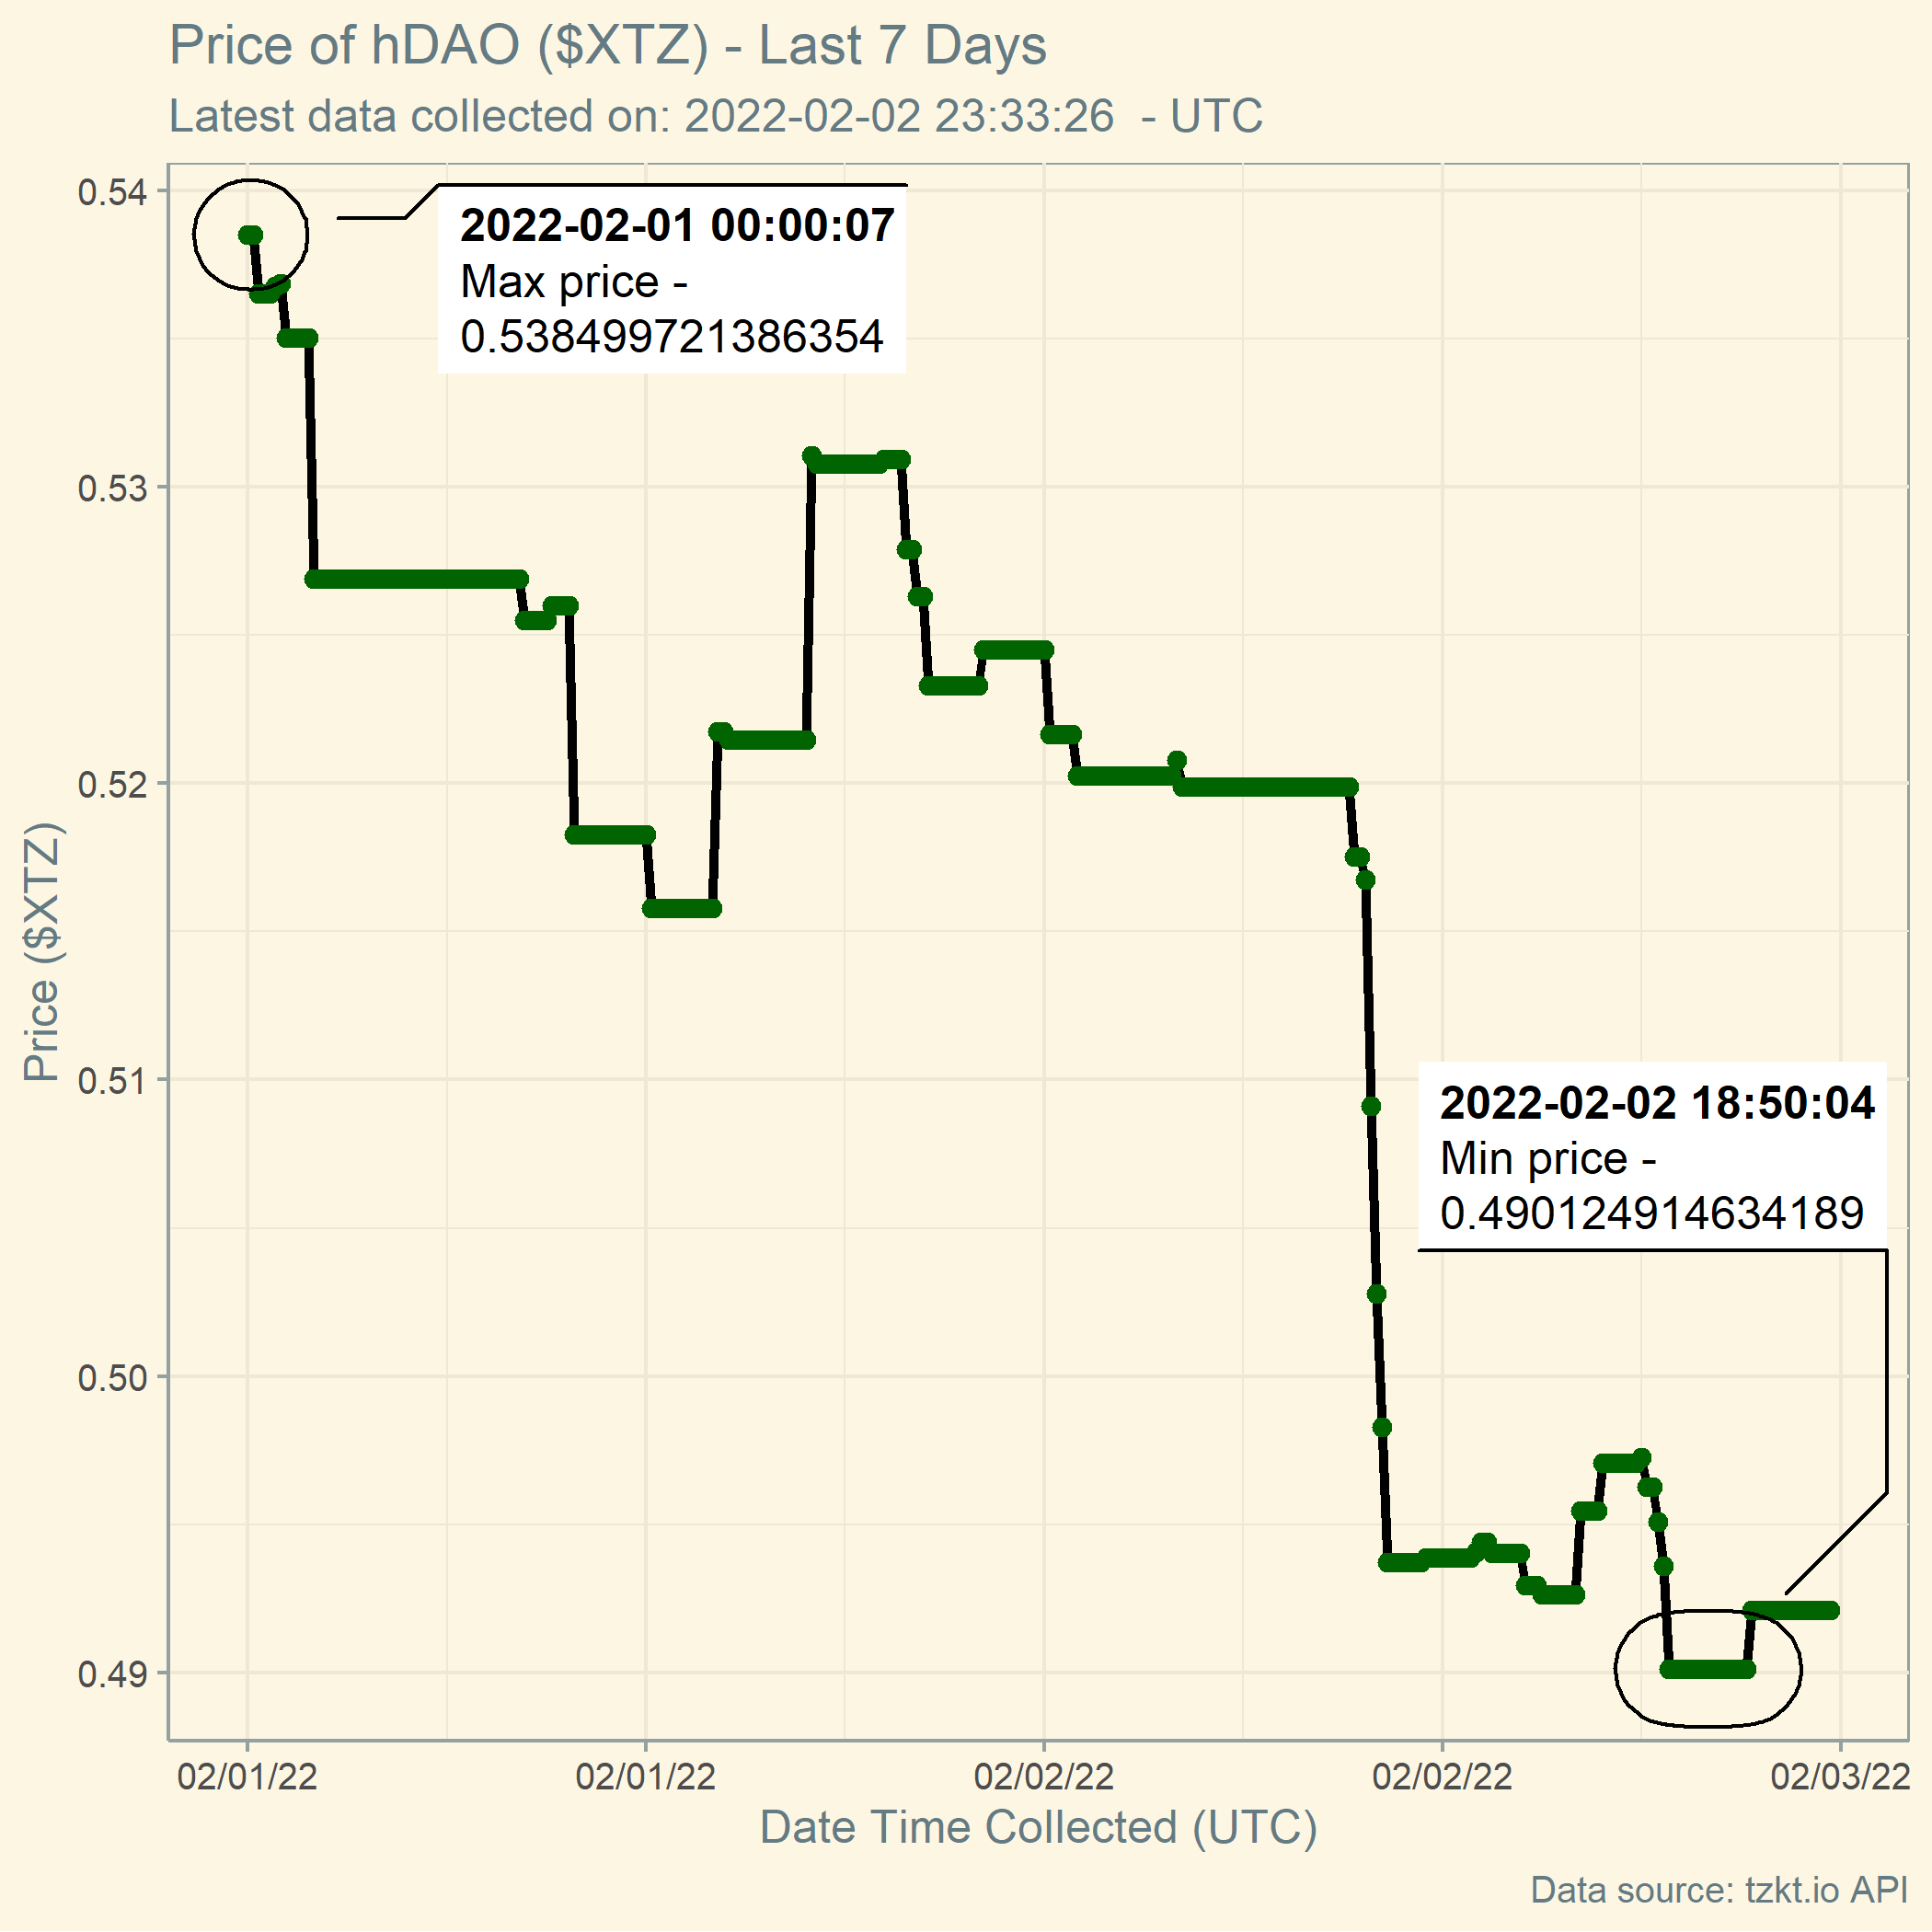 Price of hDAO ($XTZ) - Last 7 Days
Latest data collected on: 2022-02-02 23:33:26  - UTC
0.54
0.53
0.52
0.51
0.50
0.49
Price ($XTZ)
2022-02-01 00:00:07
Max price -
0.538499721386354
2022-02-02 18:50:04
Min price -
0.490124914634189
02/01/22
02/01/22
02/02/22
02/02/22
02/03/22
Date Time Collected (UTC)
Data source: tzkt.io API